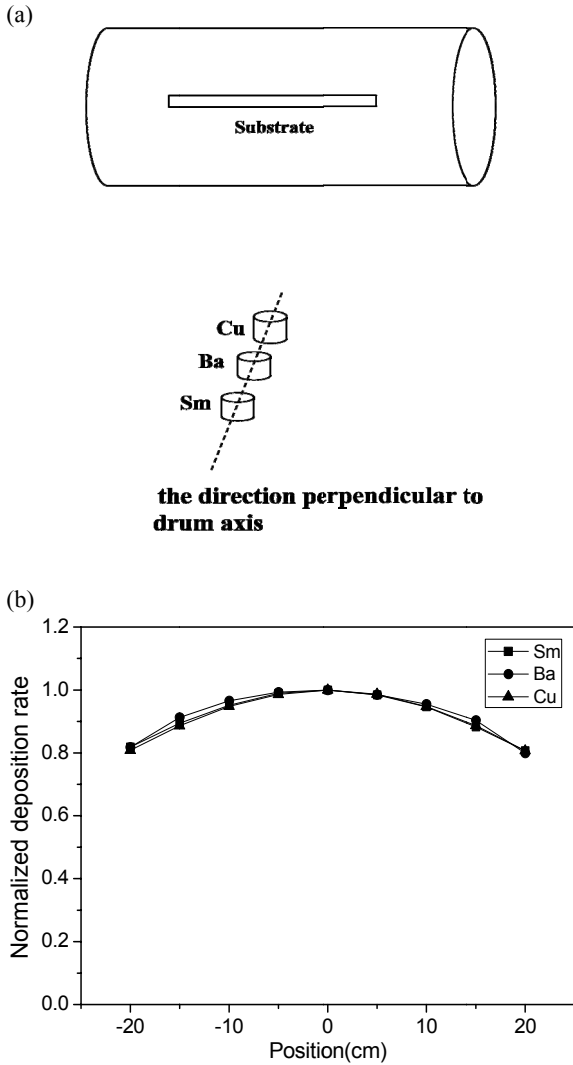 (a)
Substrate
Cu
Ba
Sm
the direction perpendicular to
drum axis
(b)
1.2
1.0
0.8
0.6
0.4
0.2
0.0
Normalized deposition rate
Sm
Ba
Cu
-20
-10
0
10
20
Position(cm)